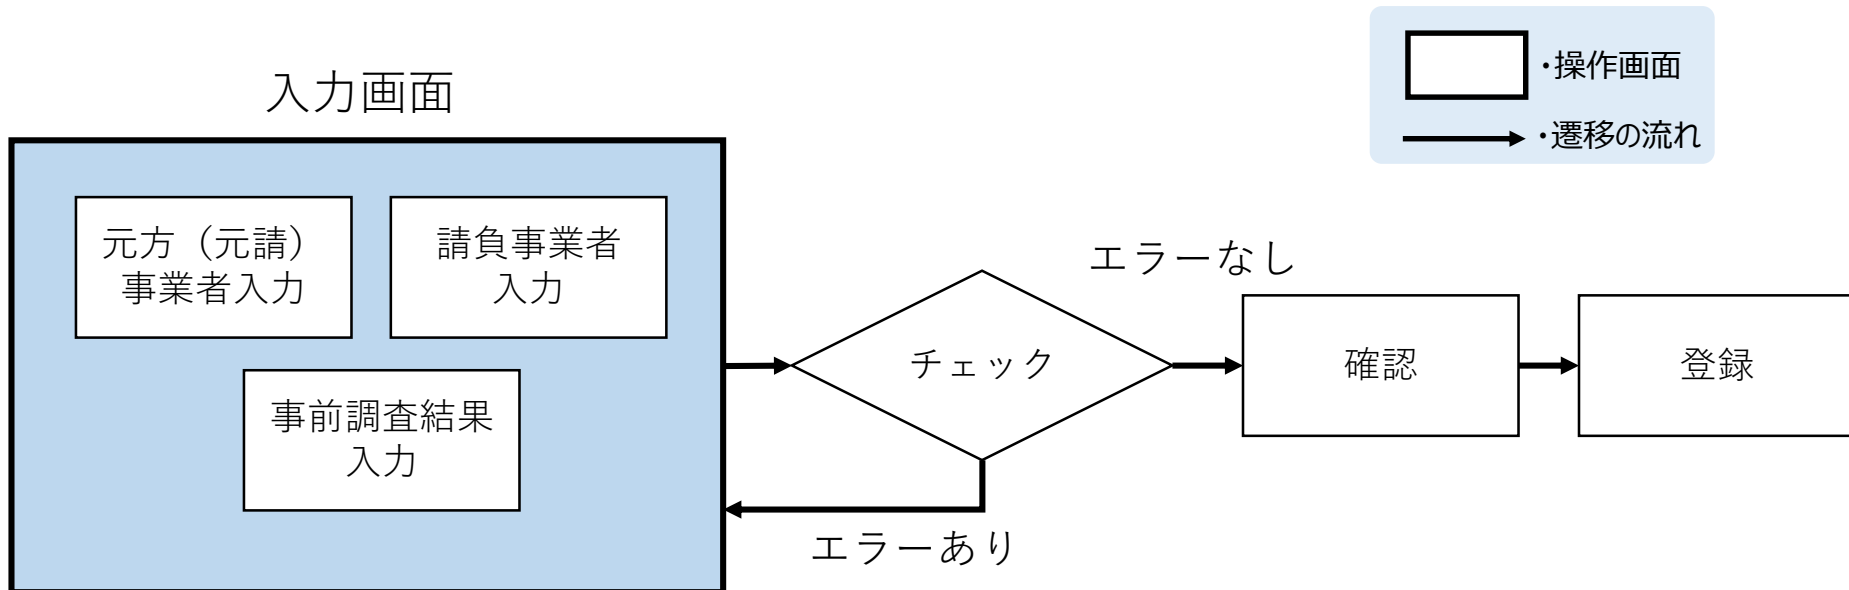 ・操作画面
・遷移の流れ
入力画面
元方（元請）
事業者入力
請負事業者
入力
事前調査結果
入力
チェック
エラーなし
エラーあり
確認
登録